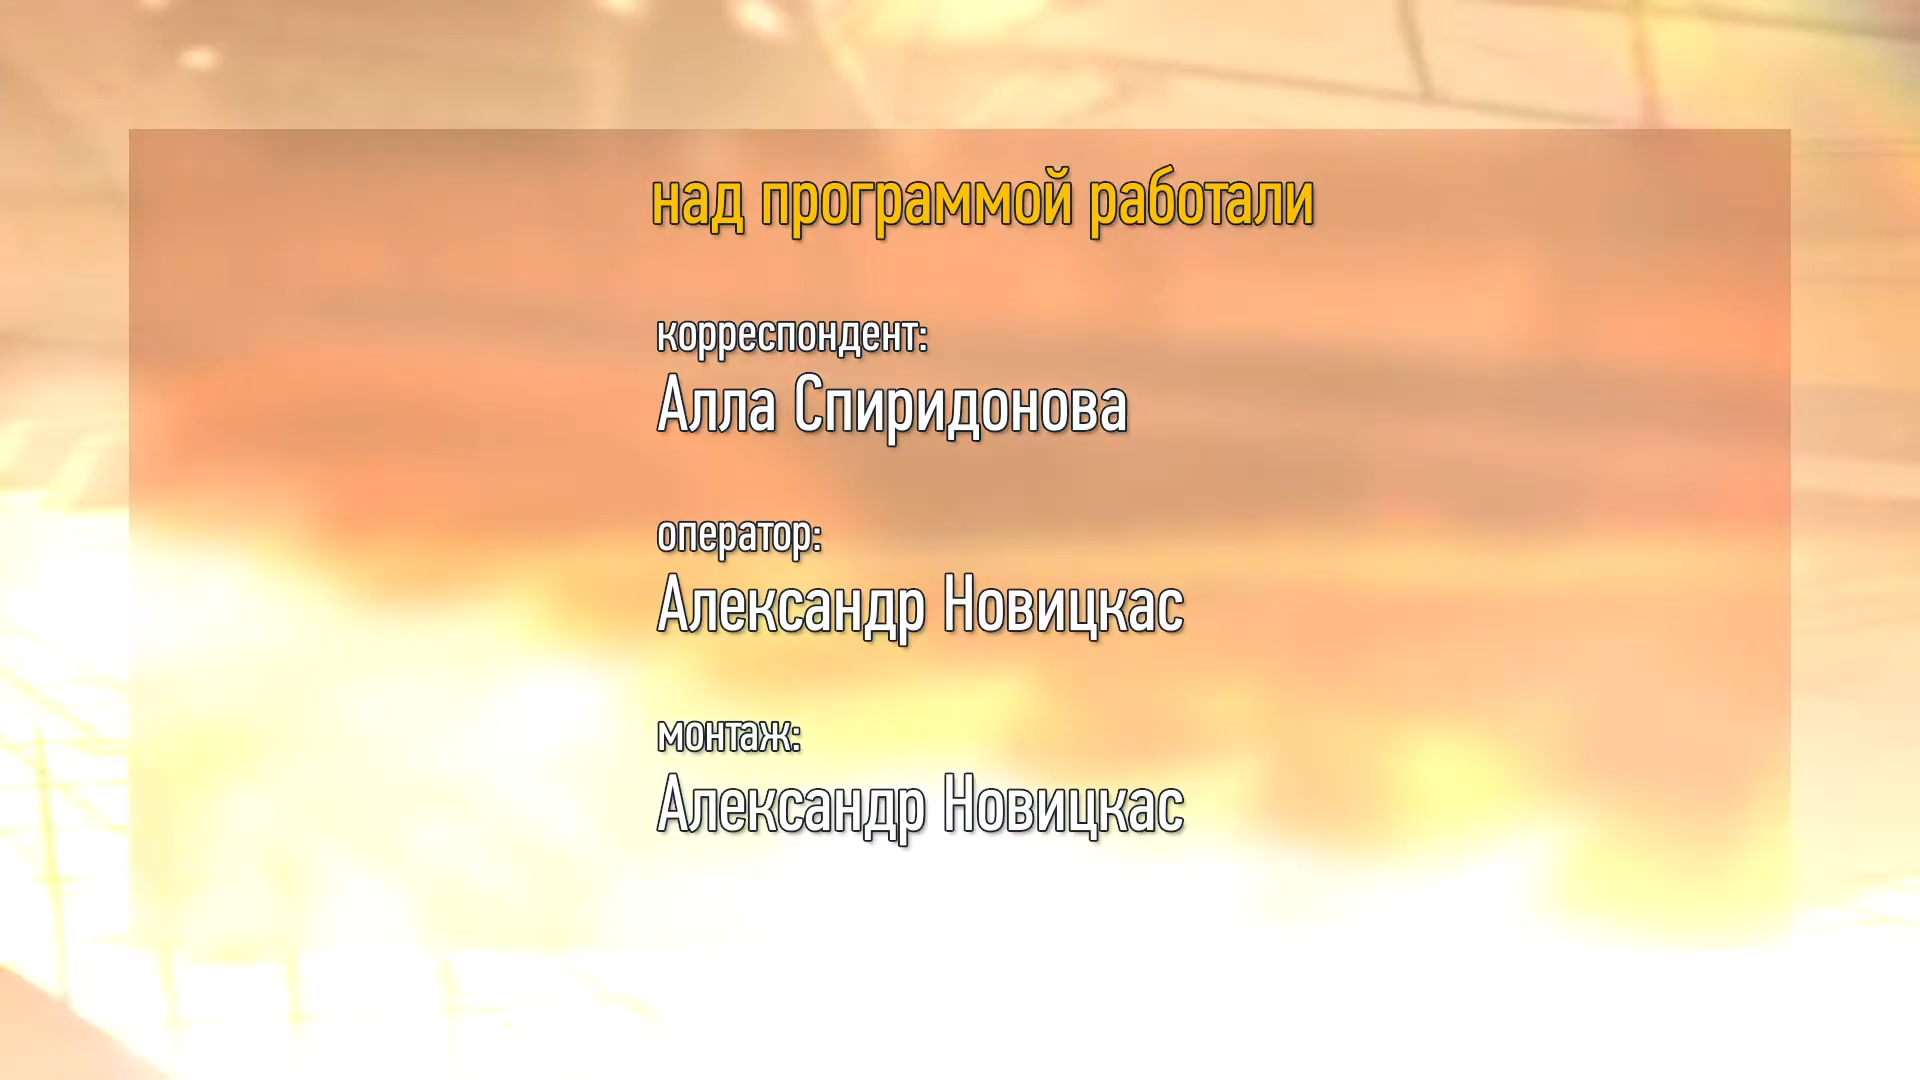 над программой работали
корреспондент:
Алла Спиридонова
оператор:
Александр Новицкас
монтаж:
Александр Новицкас